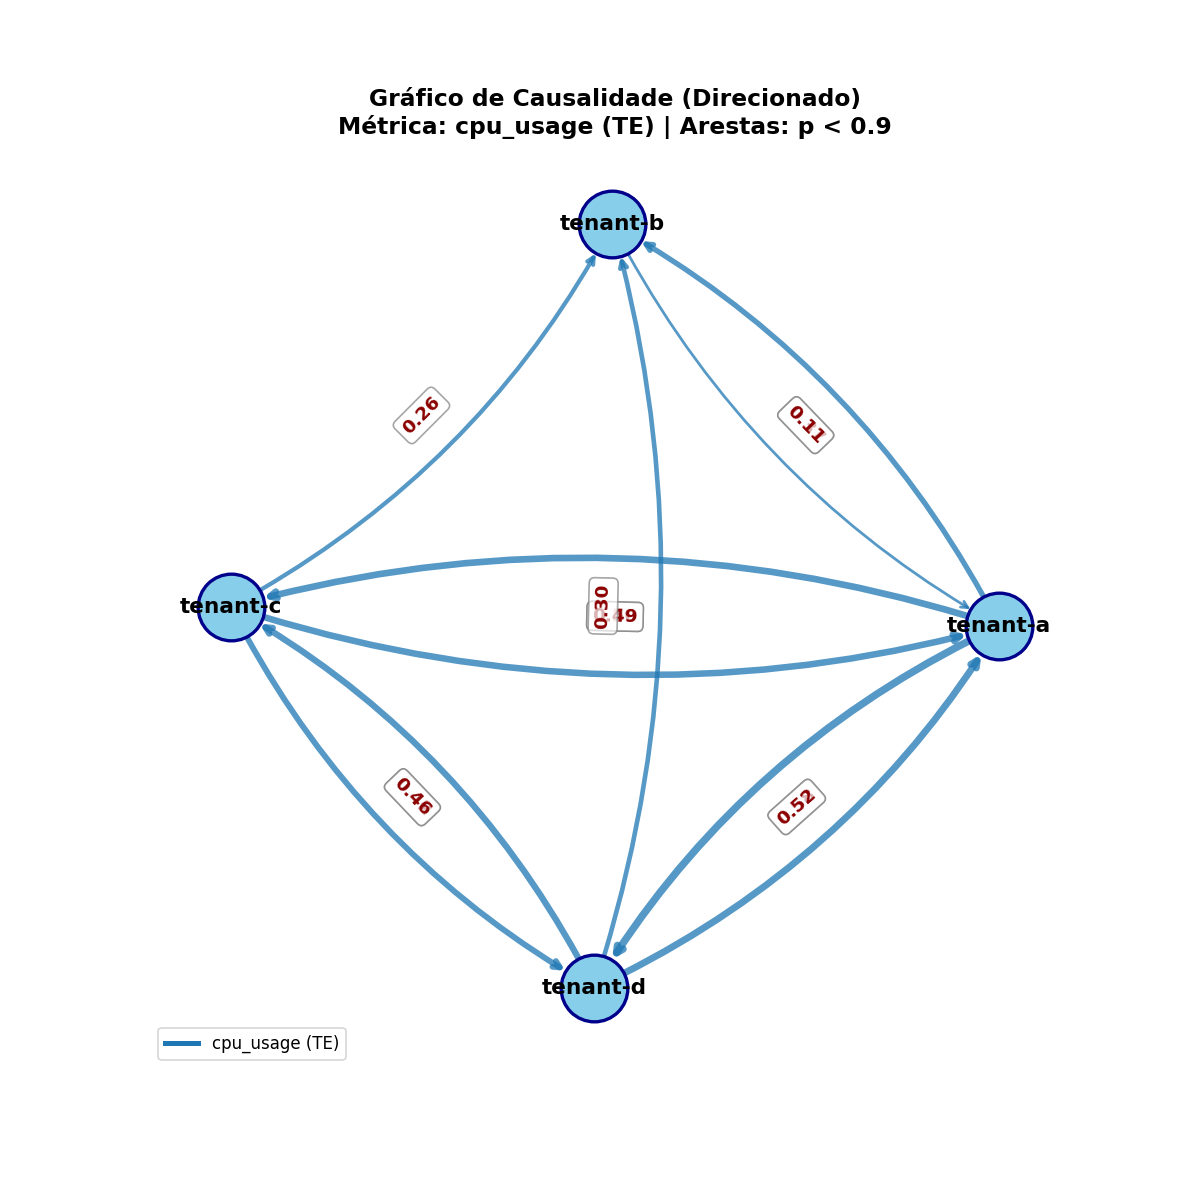 Gráfico de Causalidade (Direcionado)
Métrica: cpu_usage (TE) | Arestas: p < 0.9
tenant-b
0.26
0.11
0.30
.49
tenant-c
tenant-a
0.46
0.52
tenant-d
cpu_usage (TE)